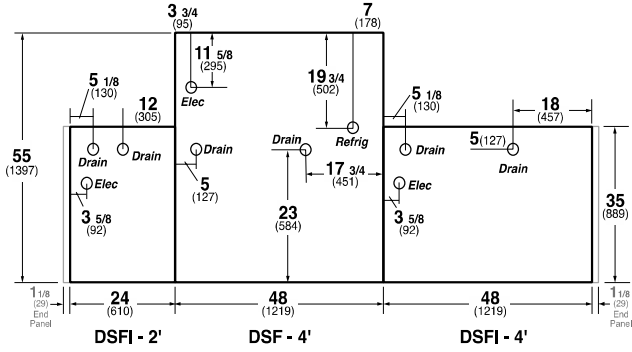 3 3/4
(95)
7
(178)
11 5/8
(295)
19 3/4
(502)
5 1/8
(130)
5 1/8
(130)
12
(305)
Elec
18
(457)
Refrig
Drain
Drain
Drain
Drain
Drain
5 (127)
Drain
55
(1397)
Elec
5
(127)
17 3/4
(451)
Elec
35
(889)
3 5/8
(92)
23
(584)
3 5/8
(92)
1 1/8
(29)
End
Panel
24
(610)
48
(1219)
48
(1219)
1 1/8
(29)
End
Panel
DSFI - 2'
DSF - 4'
DSFI - 4'